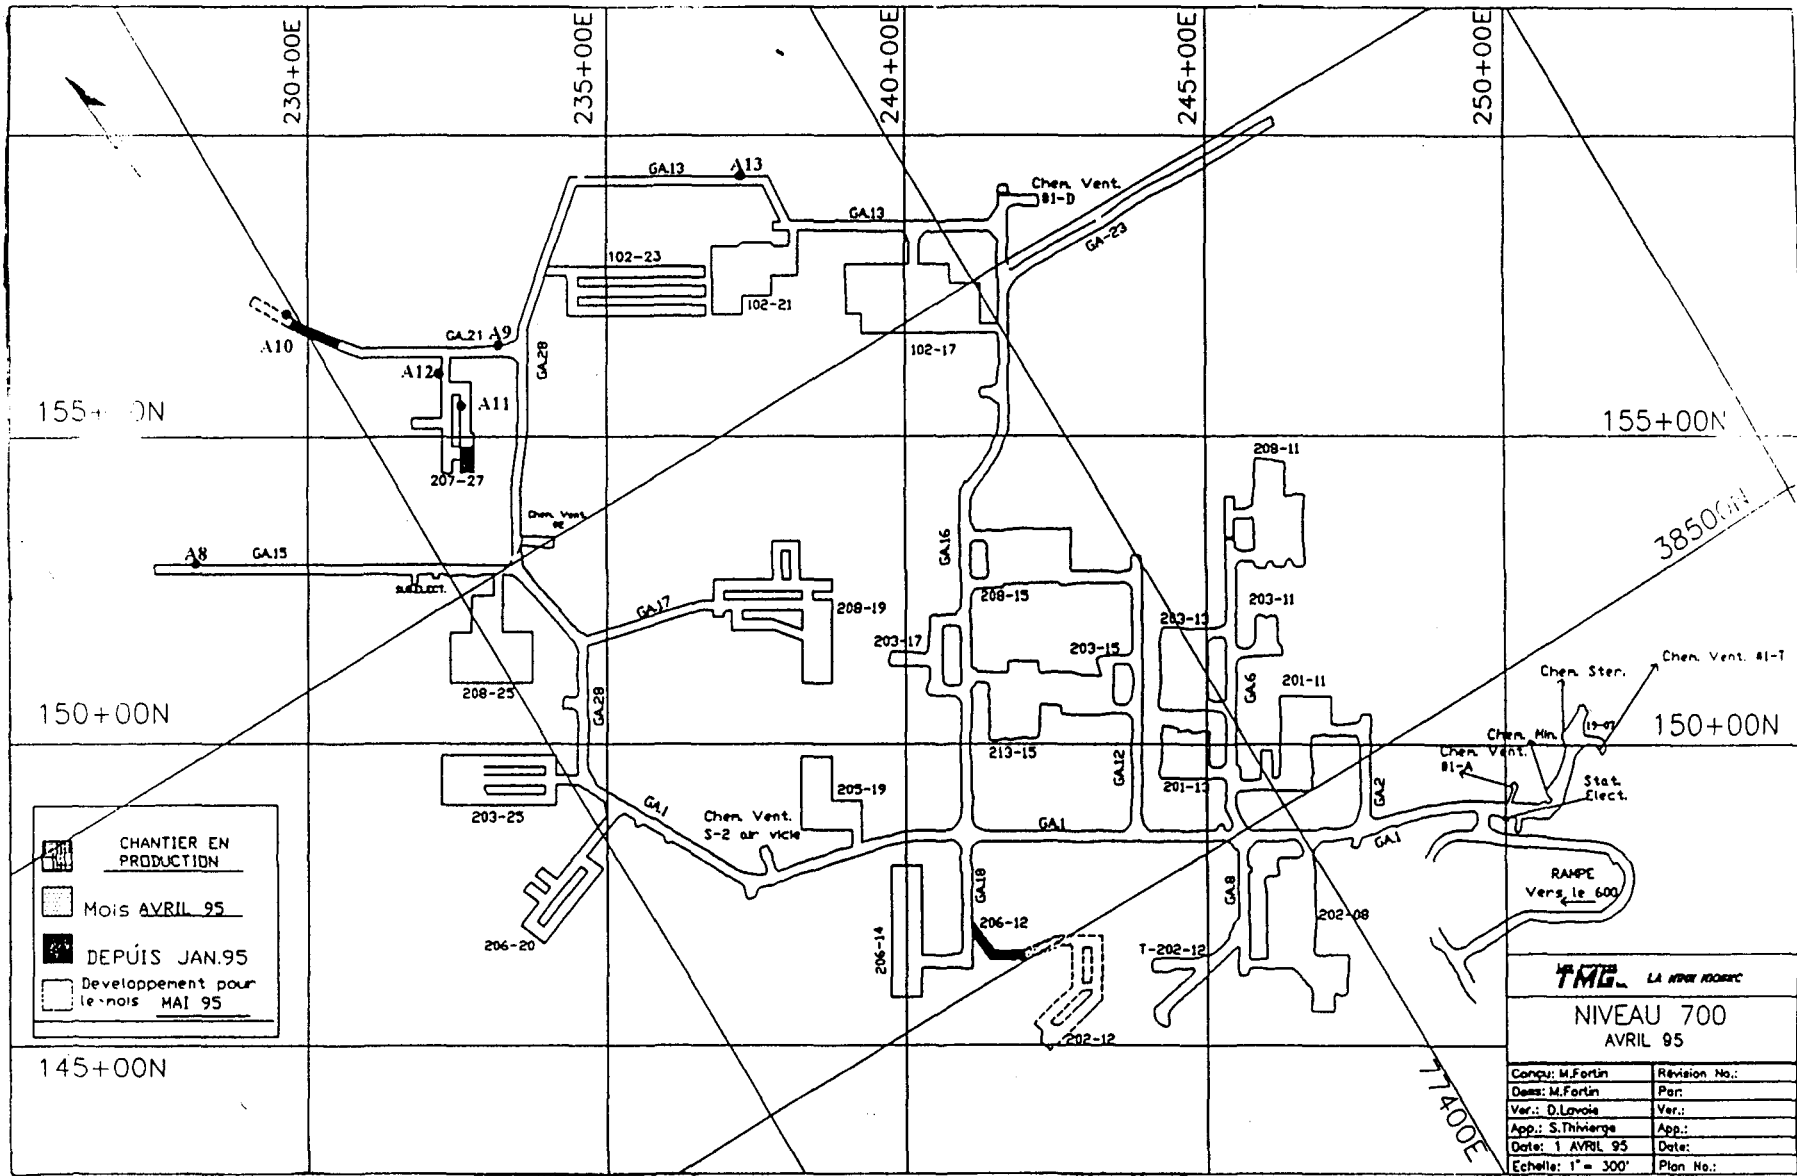 230+00E
235+00E
240+00E
245+00E
250+00E
GA.13
A13
Chem. Vent.
#1-D
GA.13
GA-23
102-23
102-21
102-17
A10
GA.21
A9
GA.28
A12
A11
155+ 0N
155+00N
207-27
208-11
Chem. Vent.
38500N
A8
GA.15
GA.16
GA.17
208-19
208-15
203-13
203-11
203-17
203-15
208-25
GA.28
GA.6
201-11
Chem. Ster.
Chem. Vent. #1-T
150+00N
150+00N
19-07
Chem. Min.
Chem. Vent.
#1-A
213-15
GA.12
201-13
GA.2
Stat.
Elect.
203-25
GA.1
205-19
Chem. Vent.
S-2 air vicie
GA.1
GA.1
RAMPE
Vers le 600
GA.18
GA.8
206-20
206-14
206-12
T-202-12
202-08
202-12
CHANTIER EN
PRODUCTION
Mois AVRIL 95
DEPUIS JAN.95
Developpement pour
le mois MAI 95
145+00N
77400E
TMG
NIVEAU 700
AVRIL 95
Conçu: M.Fortin
Révision No.:
Dess: M.Fortin
Par:
Ver.: D.Lavoie
Ver.:
App.: S.Thivierge
App.:
Date: 1 AVRIL 95
Date:
Echelle: 1" = 300'
Plan No.: